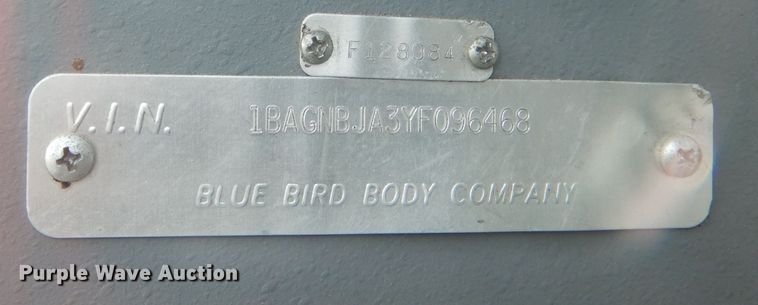 F128084
V.I.N. 1BAGNBJA3YF096468
BLUE BIRD BODY COMPANY
Purple Wave Auction